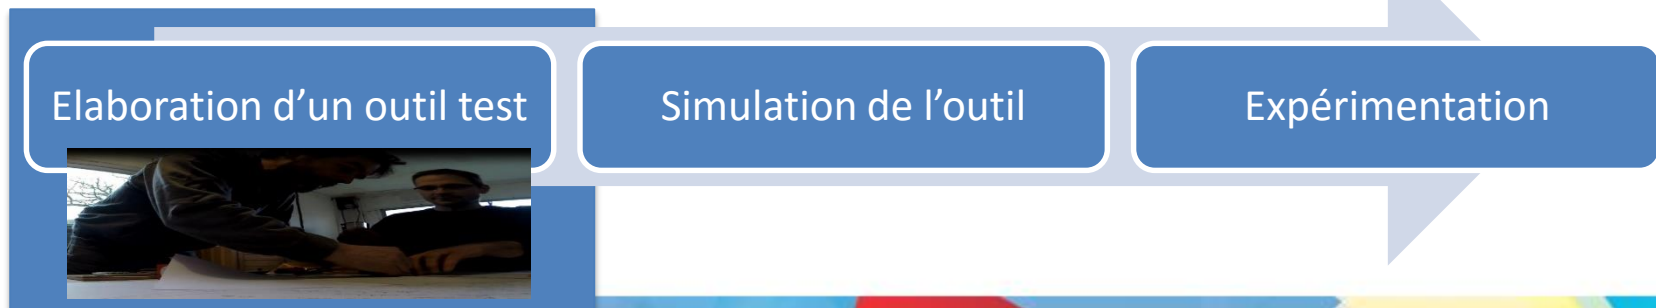 Elaboration d’un outil test
Simulation de l’outil
Expérimentation